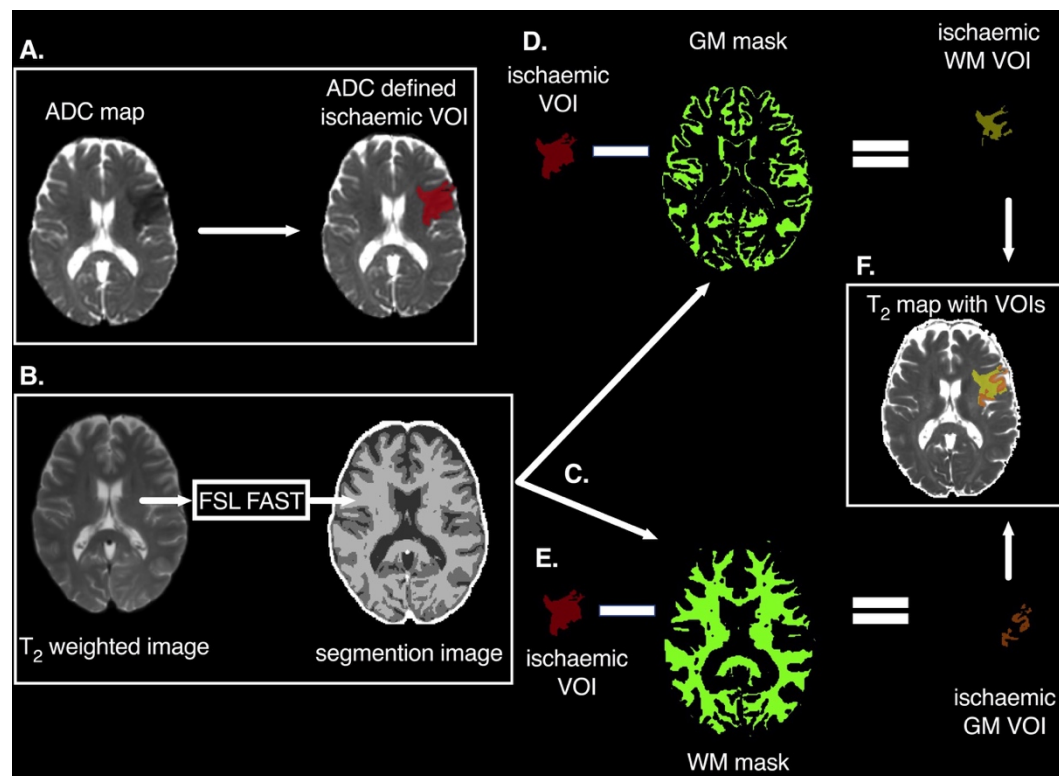 A.
ADC map
ADC defined
ischaemic VOI
B.
FSL FAST
T₂ weighted image
segmention image
C.
D.
ischaemic
VOI
GM mask
ischaemic
WM VOI
E.
ischaemic
VOI
WM mask
ischaemic
GM VOI
F.
T₂ map with VOIs